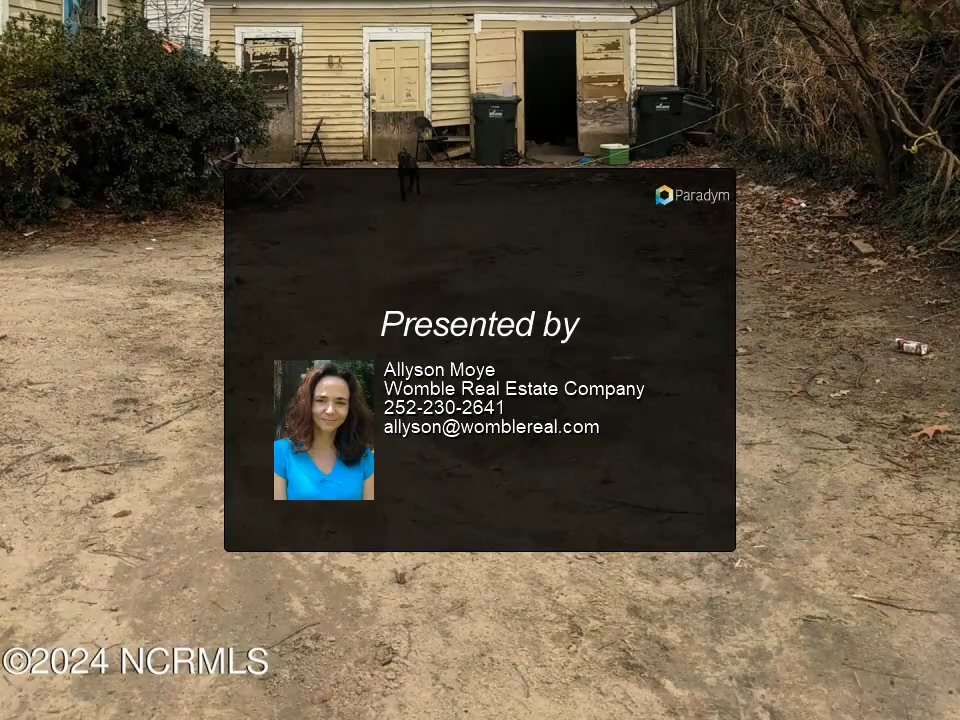 Paradym
Presented by
Allyson Moye
Womble Real Estate Company
252-230-2641
allyson@womblereal.com
©2024 NCRMLS